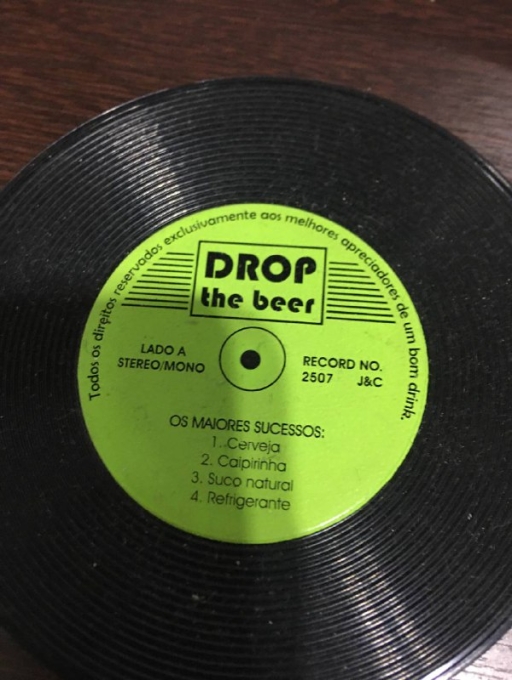 Todos os direitos reservados exclusivamente aos melhores apreciadores de um bom drink.
DROP
the beer
LADO A
STEREO/MONO
RECORD NO.
2507 J&C
OS MAIORES SUCESSOS:
1. Cerveja
2. Caipirinha
3. Suco natural
4. Refrigerante